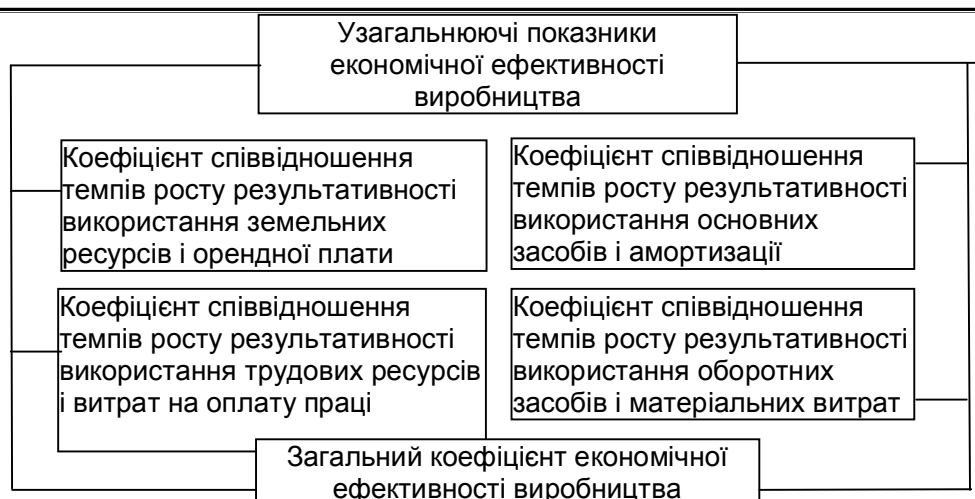 Узагальнюючі показники
економічної ефективності
виробництва
Коефіцієнт співвідношення
темпів росту результативності
використання земельних
ресурсів і орендної плати
Коефіцієнт співвідношення
темпів росту результативності
використання основних
засобів і амортизації
Коефіцієнт співвідношення
темпів росту результативності
використання трудових ресурсів
і витрат на оплату праці
Коефіцієнт співвідношення
темпів росту результативності
використання оборотних
засобів і матеріальних витрат
Загальний коефіцієнт економічної
ефективності виробництва